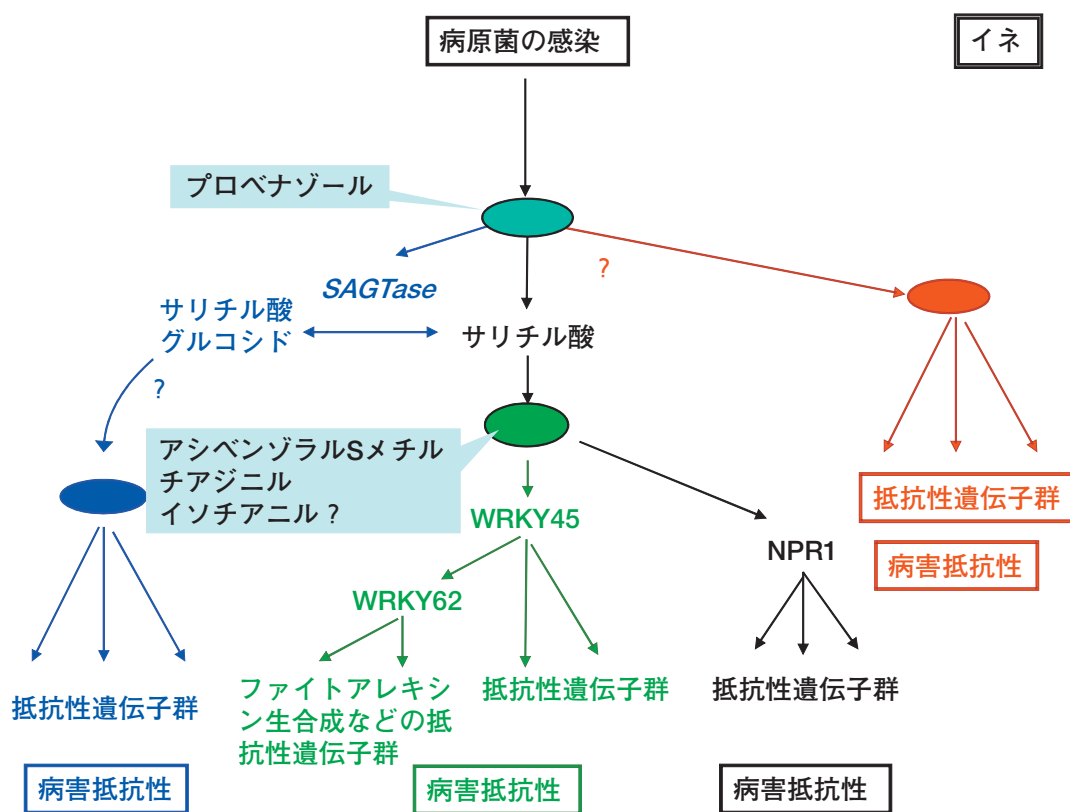 病原菌の感染
イネ
プロベナゾール
?
SAGTase
サリチル酸
グルコシド
サリチル酸
?
アシベンゾラルSメチル
チアジニル
イソチアニル ?
WRKY45
抵抗性遺伝子群
NPR1
病害抵抗性
WRKY62
抵抗性遺伝子群
ファイトアレキシ
ン生合成などの抵
抗性遺伝子群
抵抗性遺伝子群
抵抗性遺伝子群
病害抵抗性
病害抵抗性
病害抵抗性